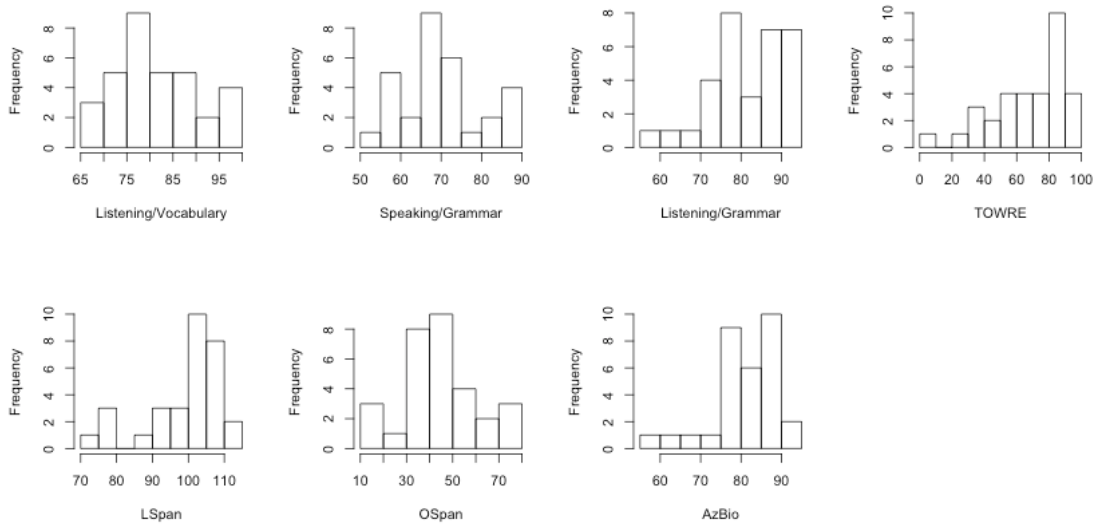 Frequency
0 2 4 6 8
65 75 85 95
Listening/Vocabulary
Frequency
0 2 4 6 8
50 60 70 80 90
Speaking/Grammar
Frequency
0 2 4 6 8
60 70 80 90
Listening/Grammar
Frequency
0 2 4 6 8 10
0 20 40 60 80 100
TOWRE
Frequency
0 2 4 6 8 10
70 80 90 100 110
LSpan
Frequency
0 2 4 6 8
10 30 50 70
OSpan
Frequency
0 2 4 6 8 10
60 70 80 90
AzBio